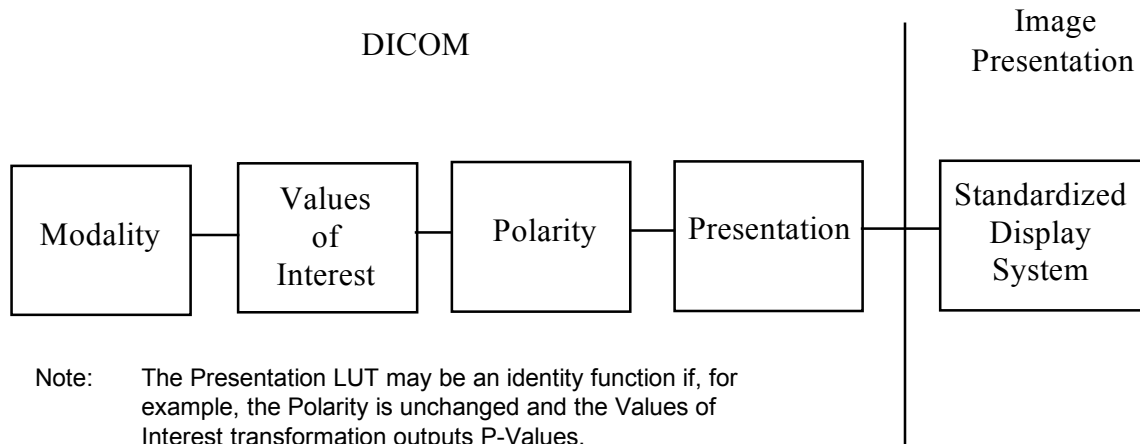 DICOM
Image
Presentation
Modality
Values
of
Interest
Polarity
Presentation
Standardized
Display
System
Note: The Presentation LUT may be an identity function if, for
example, the Polarity is unchanged and the Values of
Interest transformation outputs P-Values.